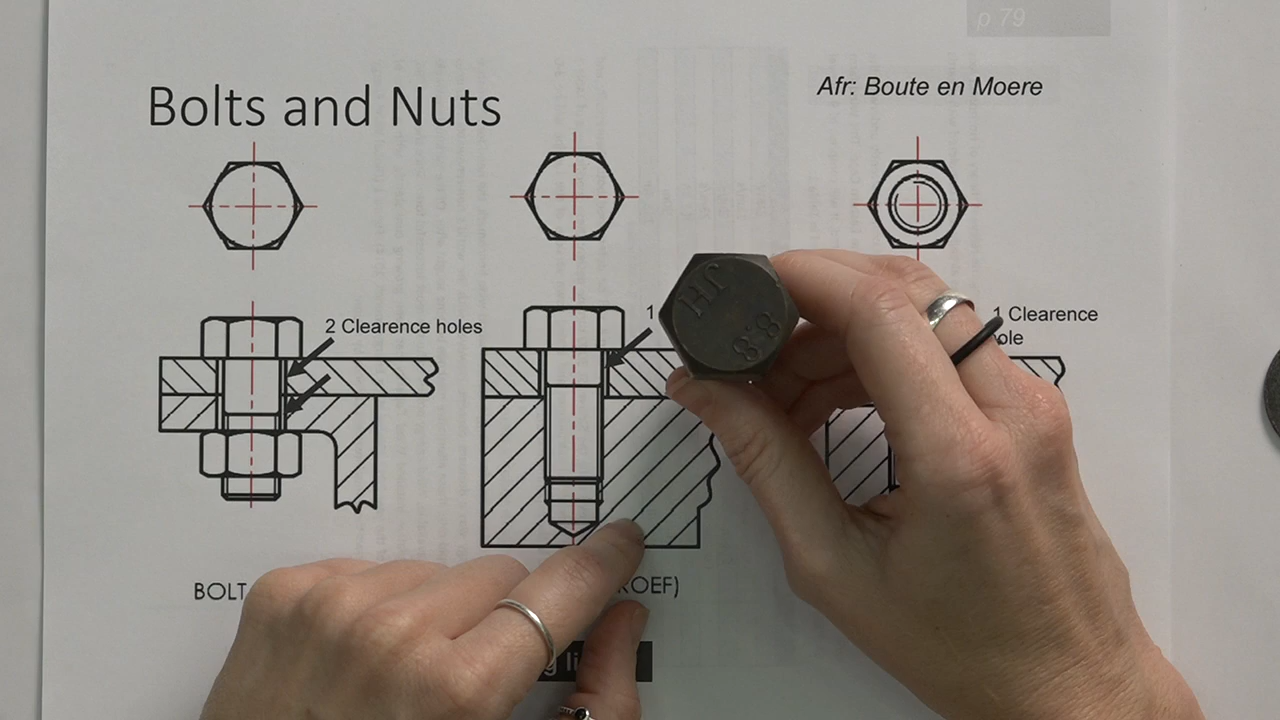 p 79
Bolts and Nuts
Afr: Boute en Moere
2 Clearence holes
1
1 Clearence
ole
JH
8.8
BOLT
ROEF)
g li